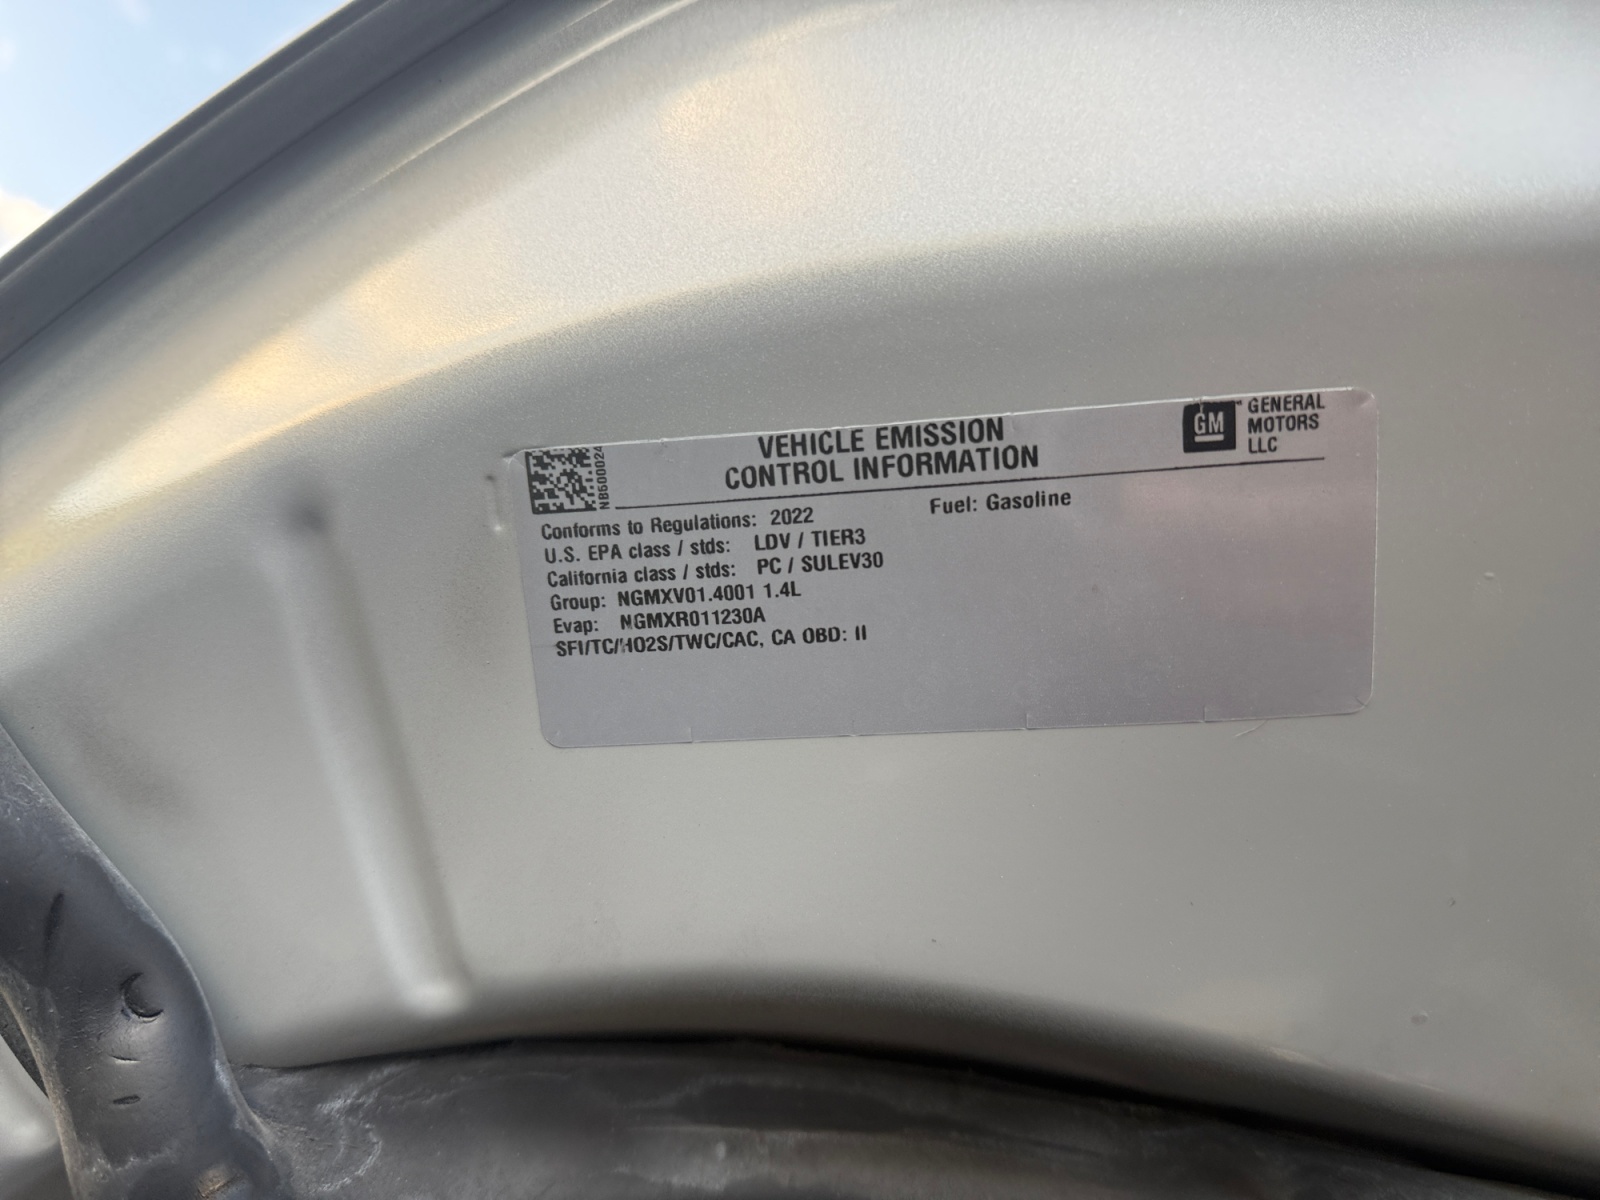 NB600024
VEHICLE EMISSION
CONTROL INFORMATION
GM
GENERAL
MOTORS
LLC
Conforms to Regulations: 2022
Fuel: Gasoline
U.S. EPA class / stds: LDV / TIER3
California class / stds: PC / SULEV30
Group: NGMXV01.4001 1.4L
Evap: NGMXR011230A
SFI/TC/HO2S/TWC/CAC, CA OBD: II